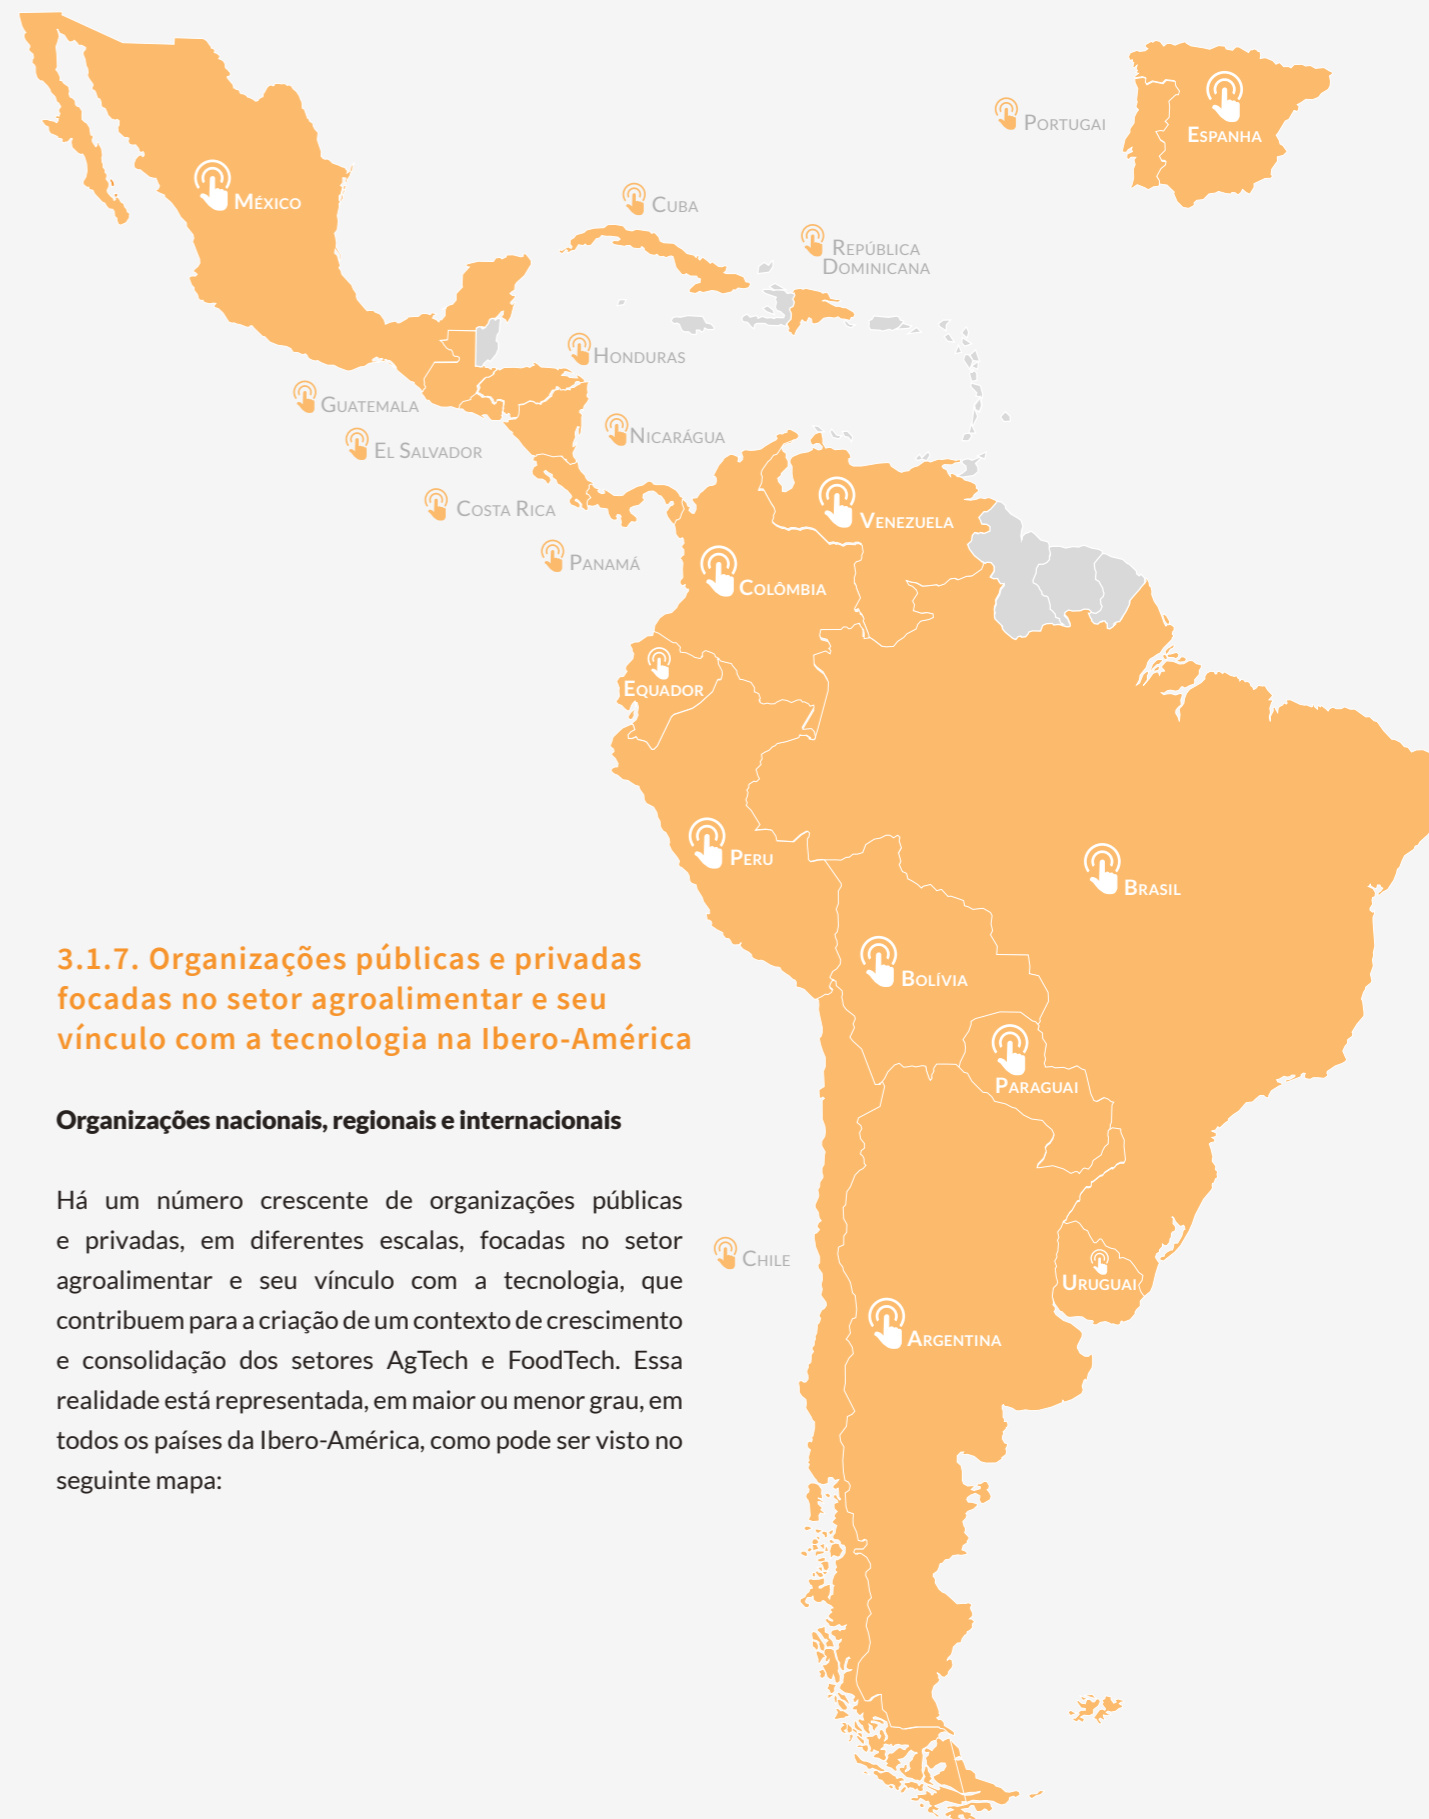 Portugai
Espanha
México
Cuba
República
Dominicana
Honduras
Guatemala
Nicarágua
El Salvador
Costa Rica
Venezuela
Panamá
Colômbia
Equador
Peru
Brasil
3.1.7. Organizações públicas e privadas
focadas no setor agroalimentar e seu
vínculo com a tecnologia na Ibero-América
Bolívia
Paraguai
Organizações nacionais, regionais e internacionais
Há um número crescente de organizações públicas
e privadas, em diferentes escalas, focadas no setor
agroalimentar e seu vínculo com a tecnologia, que
contribuem para a criação de um contexto de crescimento
e consolidação dos setores AgTech e FoodTech. Essa
realidade está representada, em maior ou menor grau, em
todos os países da Ibero-América, como pode ser visto no
seguinte mapa:
Chile
Uruguai
Argentina